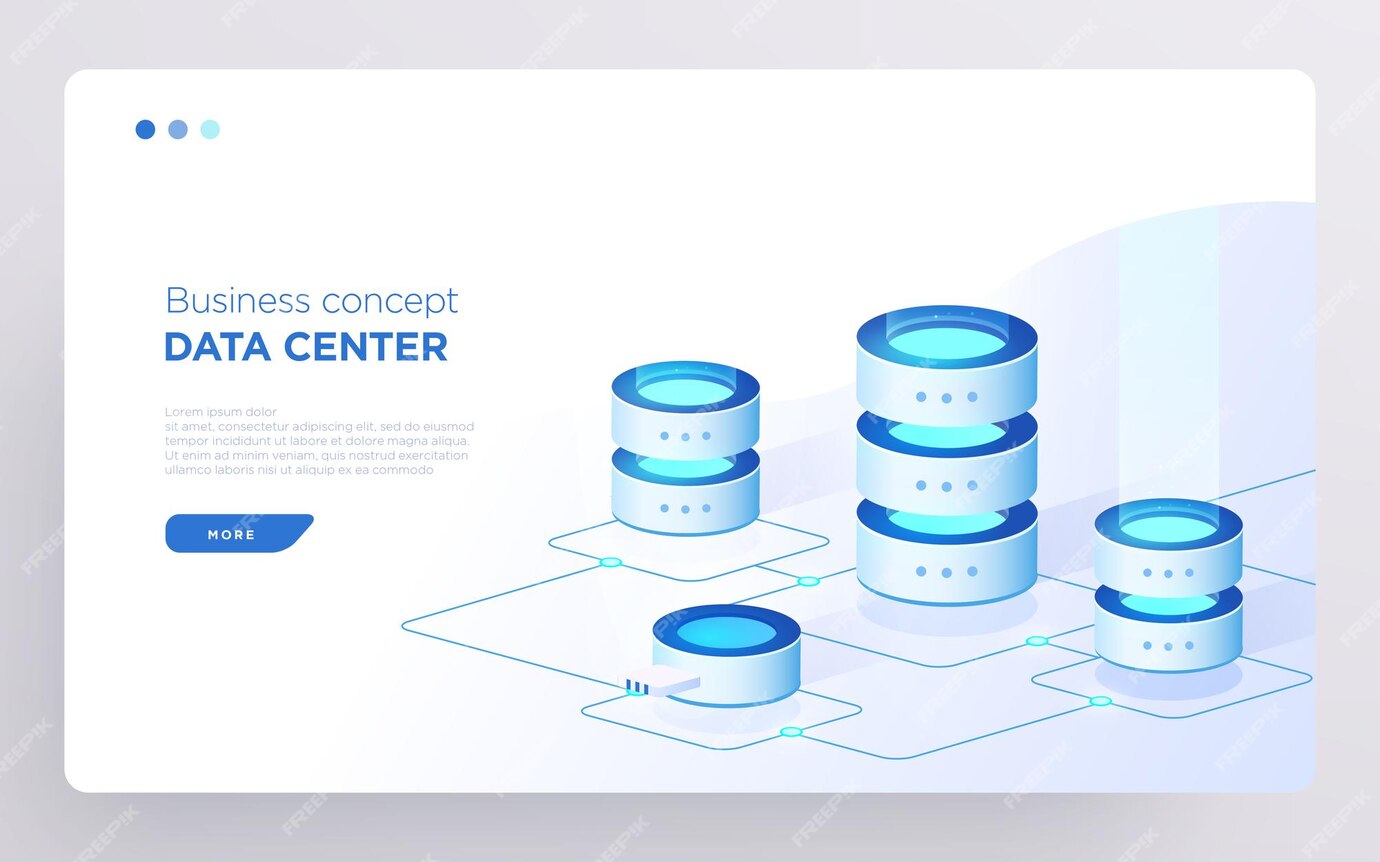 Business concept
DATA CENTER
Lorem ipsum dolor
sit amet, consectetur adipiscing elit, sed do eiusmod
tempor incididunt ut labore et dolore magna aliqua.
Ut enim ad minim veniam, quis nostrud exercitation
ullamco laboris nisi ut aliquip ex ea commodo
MORE
FREEPIK